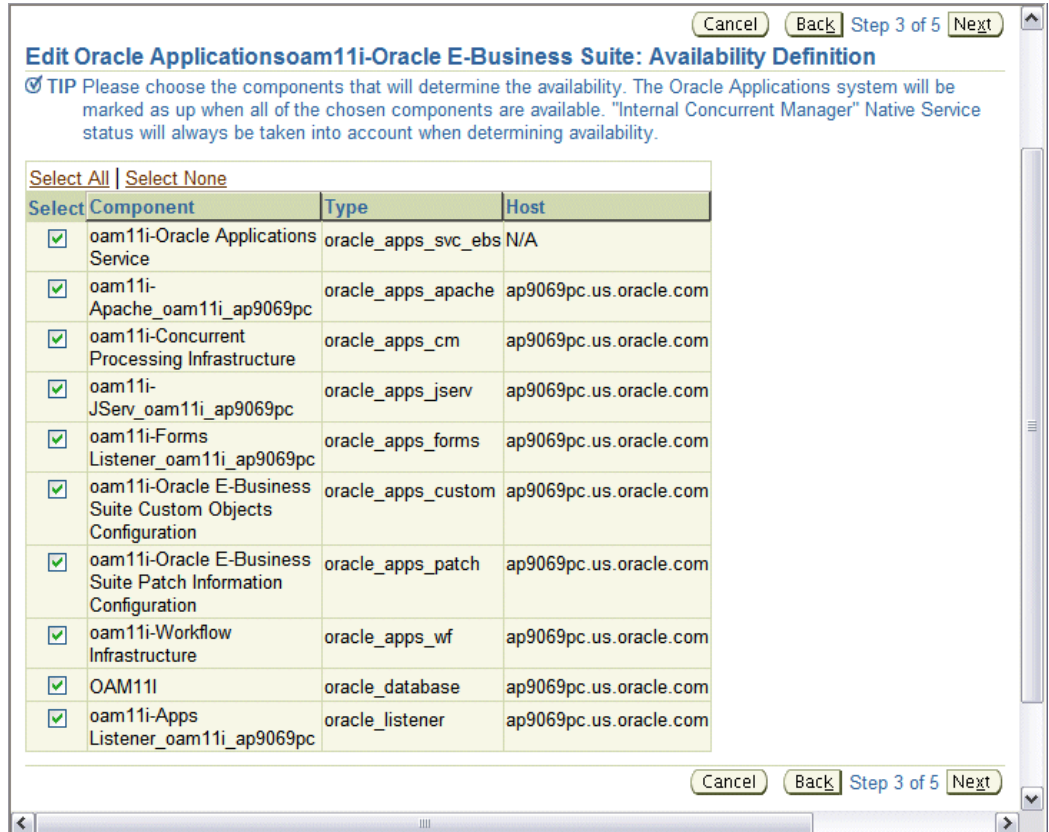 Cancel Back Step 3 of 5 Next
Edit Oracle Applicationsoam11i-Oracle E-Business Suite: Availability Definition
TIP Please choose the components that will determine the availability. The Oracle Applications system will be
marked as up when all of the chosen components are available. "Internal Concurrent Manager" Native Service
status will always be taken into account when determining availability.
Select All | Select None
Select Component Type Host
oam11i-Oracle Applications
Service oracle_apps_svc_ebs N/A
oam11i-
Apache_oam11i_ap9069pc oracle_apps_apache ap9069pc.us.oracle.com
oam11i-Concurrent
Processing Infrastructure oracle_apps_cm ap9069pc.us.oracle.com
oam11i-
JServ_oam11i_ap9069pc oracle_apps_jserv ap9069pc.us.oracle.com
oam11i-Forms
Listener_oam11i_ap9069pc oracle_apps_forms ap9069pc.us.oracle.com
oam11i-Oracle E-Business
Suite Custom Objects oracle_apps_custom ap9069pc.us.oracle.com
Configuration
oam11i-Oracle E-Business
Suite Patch Information oracle_apps_patch ap9069pc.us.oracle.com
Configuration
oam11i-Workflow
Infrastructure oracle_apps_wf ap9069pc.us.oracle.com
OAM11I oracle_database ap9069pc.us.oracle.com
oam11i-Apps
Listener_oam11i_ap9069pc oracle_listener ap9069pc.us.oracle.com
Cancel Back Step 3 of 5 Next